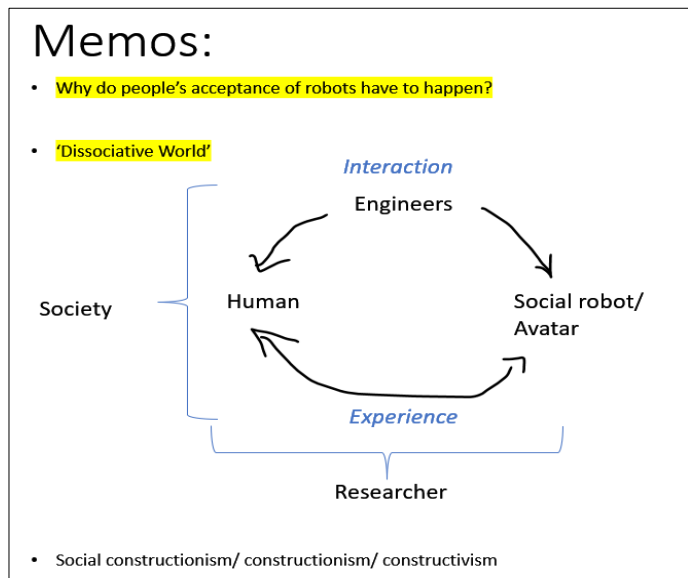 Memos:
• Why do people’s acceptance of robots have to happen?
• ‘Dissociative World’
Interaction
Engineers
Society
Human
Social robot/
Avatar
Experience
Researcher
• Social constructionism/ constructionism/ constructivism